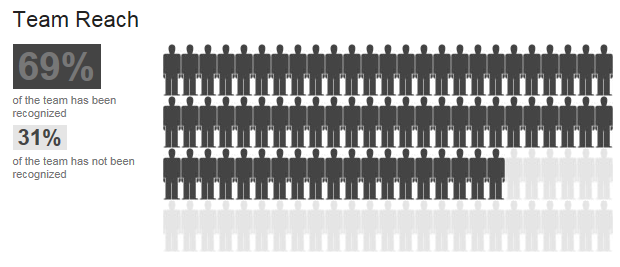 Team Reach
69%
of the team has been
recognized
31%
of the team has not been
recognized